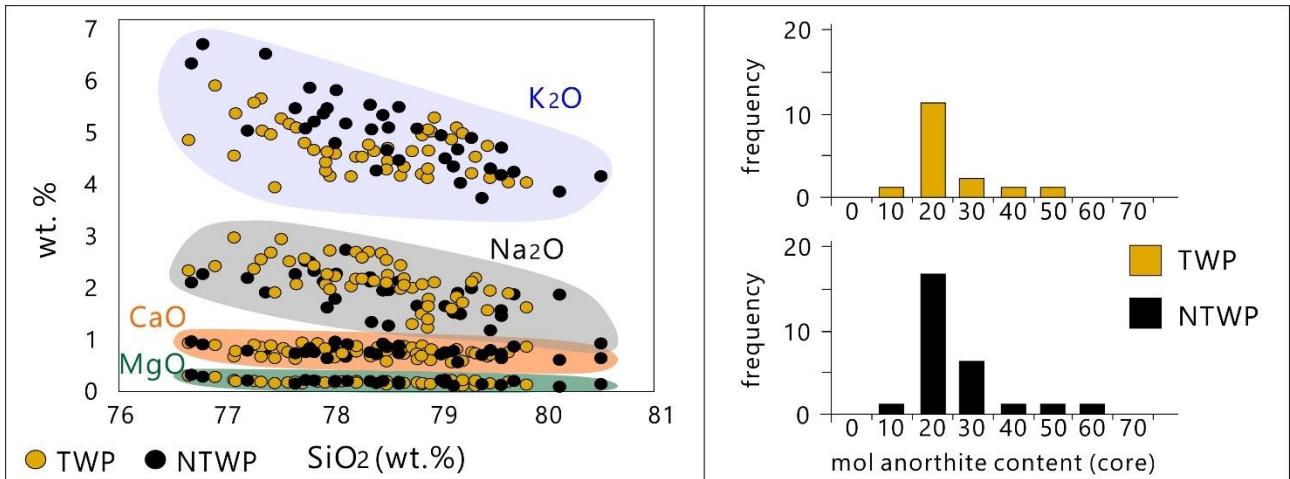 7
6
5
4
3
2
1
0
wt. %
K2O
Na2O
CaO
MgO
76 77 78 79 80 81
TWP NTWP SiO2 (wt.%)
20
10
0
frequency
0 10 20 30 40 50 60 70
20
10
0
frequency
0 10 20 30 40 50 60 70
mol anorthite content (core)
TWP
NTWP